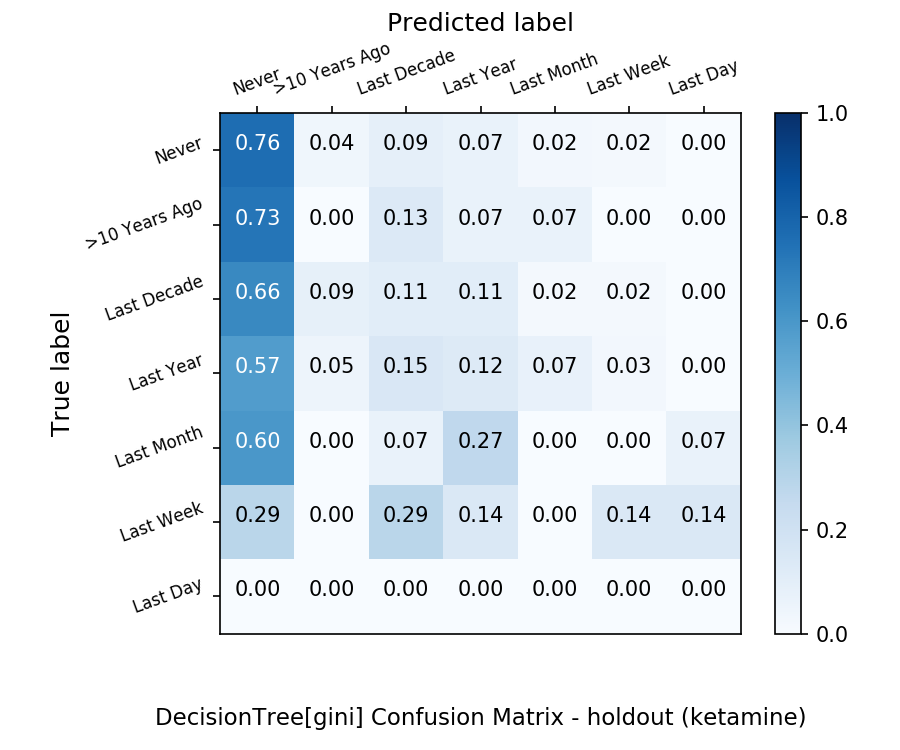 Predicted label
Never >10 Years Ago Last Decade Last Year Last Month Last Week Last Day
True label
Never 0.76 0.04 0.09 0.07 0.02 0.02 0.00
>10 Years Ago 0.73 0.00 0.13 0.07 0.07 0.00 0.00
Last Decade 0.66 0.09 0.11 0.11 0.02 0.02 0.00
Last Year 0.57 0.05 0.15 0.12 0.07 0.03 0.00
Last Month 0.60 0.00 0.07 0.27 0.00 0.00 0.07
Last Week 0.29 0.00 0.29 0.14 0.00 0.14 0.14
Last Day 0.00 0.00 0.00 0.00 0.00 0.00 0.00
1.0
0.8
0.6
0.4
0.2
0.0
DecisionTree[gini] Confusion Matrix - holdout (ketamine)